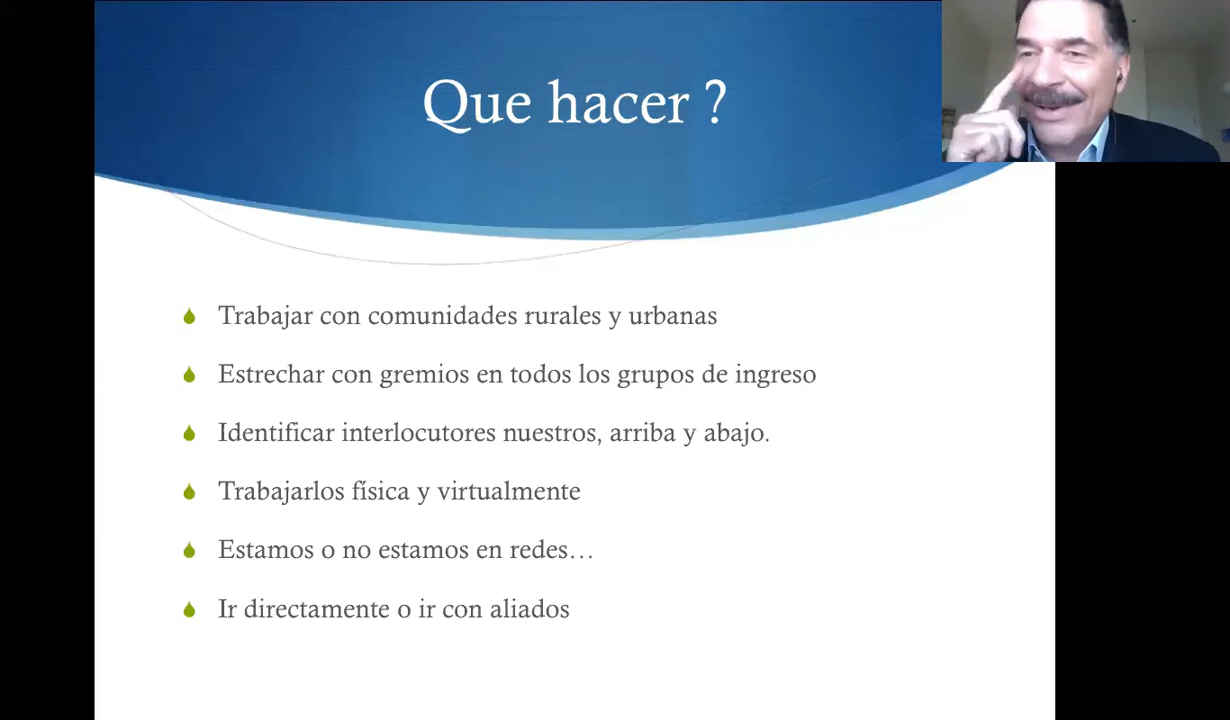 Que hacer ?
Trabajar con comunidades rurales y urbanas
Estrechar con gremios en todos los grupos de ingreso
Identificar interlocutores nuestros, arriba y abajo.
Trabajarlos física y virtualmente
Estamos o no estamos en redes…
Ir directamente o ir con aliados